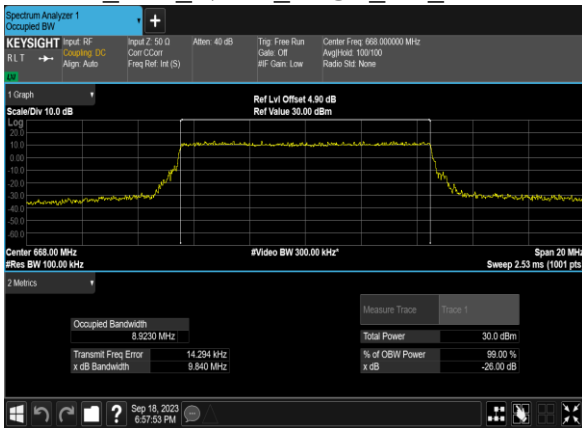 Spectrum Analyzer 1
Occupied BW
+
KEYSIGHT Input: RF Input Z: 50 Ω Atten: 40 dB Trig: Free Run Center Freq: 668.000000 MHz
RLT Coupling: DC Corr CCorr Gate: Off Avg|Hold: 100/100
Align: Auto Freq Ref: Int (S) #IF Gain: Low Radio Std: None
LU
1 Graph
Ref Lvl Offset 4.90 dB
Scale/Div 10.0 dB Ref Value 30.00 dBm
Log
20.0
10.0
0.00
-10.0
-20.0
-30.0
-40.0
-50.0
-60.0
Center 668.00 MHz #Video BW 300.00 kHz* Span 20 MHz
#Res BW 100.00 kHz Sweep 2.53 ms (1001 pts)
2 Metrics
Measure Trace Trace 1
Occupied Bandwidth
8.9230 MHz Total Power 30.0 dBm
Transmit Freq Error 14.294 kHz % of OBW Power 99.00 %
x dB Bandwidth 9.840 MHz x dB -26.00 dB
? Sep 18, 2023
6:57:53 PM